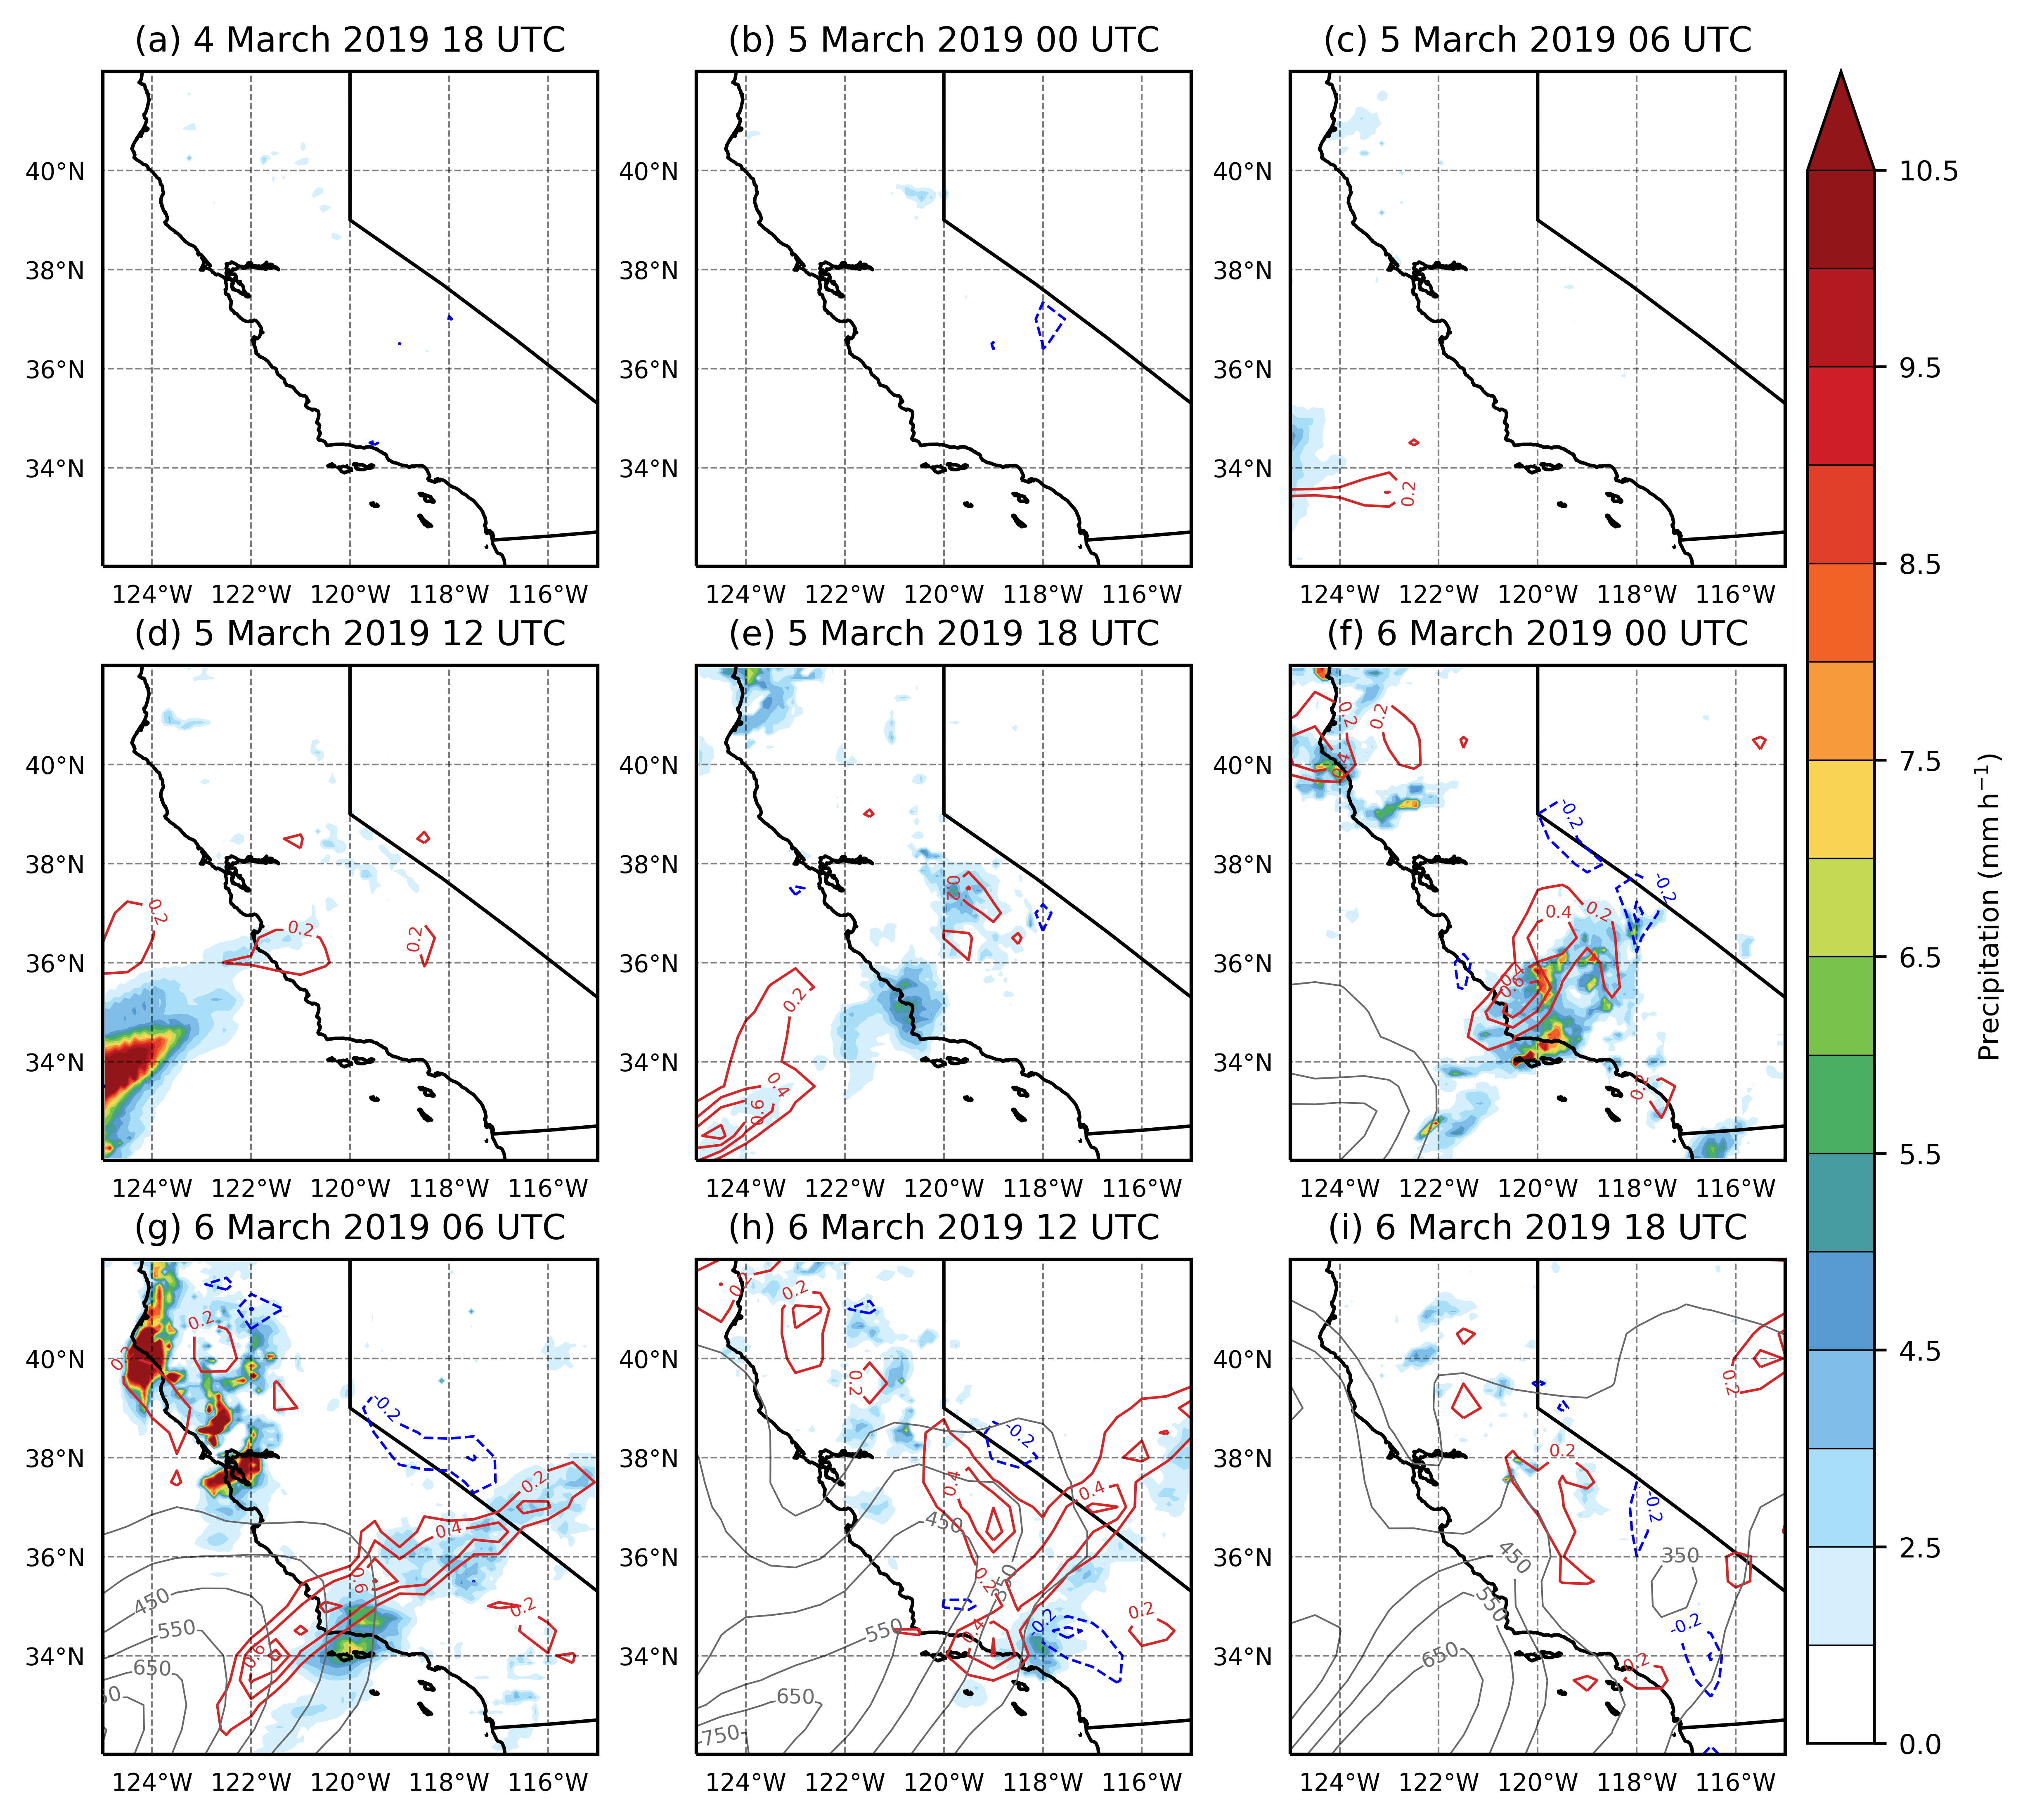 (a) 4 March 2019 18 UTC
(b) 5 March 2019 00 UTC
(c) 5 March 2019 06 UTC
40°N 38°N 36°N 34°N
124°W 122°W 120°W 118°W 116°W
40°N 38°N 36°N 34°N
124°W 122°W 120°W 118°W 116°W
40°N 38°N 36°N 34°N
0.2
124°W 122°W 120°W 118°W 116°W
(d) 5 March 2019 12 UTC
(e) 5 March 2019 18 UTC
(f) 6 March 2019 00 UTC
40°N 38°N 36°N 34°N
0.2 0.2 0.2
124°W 122°W 120°W 118°W 116°W
40°N 38°N 36°N 34°N
0.2 0.2 0.4 0.6
124°W 122°W 120°W 118°W 116°W
40°N 38°N 36°N 34°N
0.2 0.2 0.4 -0.2 -0.2 0.4 0.2 0.4 0.6 0.2
124°W 122°W 120°W 118°W 116°W
(g) 6 March 2019 06 UTC
(h) 6 March 2019 12 UTC
(i) 6 March 2019 18 UTC
40°N 38°N 36°N 34°N
0.2 0.2 -0.2 0.2 0.4 0.6 0.2 0.6 450 550 650
124°W 122°W 120°W 118°W 116°W
40°N 38°N 36°N 34°N
0.2 0.2 0.2 -0.2 0.4 0.4 450 0.2 350 -0.2 0.2 0.4 550 650 750
124°W 122°W 120°W 118°W 116°W
40°N 38°N 36°N 34°N
0.2 0.2 -0.2 450 350 550 -0.2 650 0.2
124°W 122°W 120°W 118°W 116°W
10.5
9.5
8.5
7.5
6.5
5.5
4.5
2.5
0.0
Precipitation (mm h⁻¹)